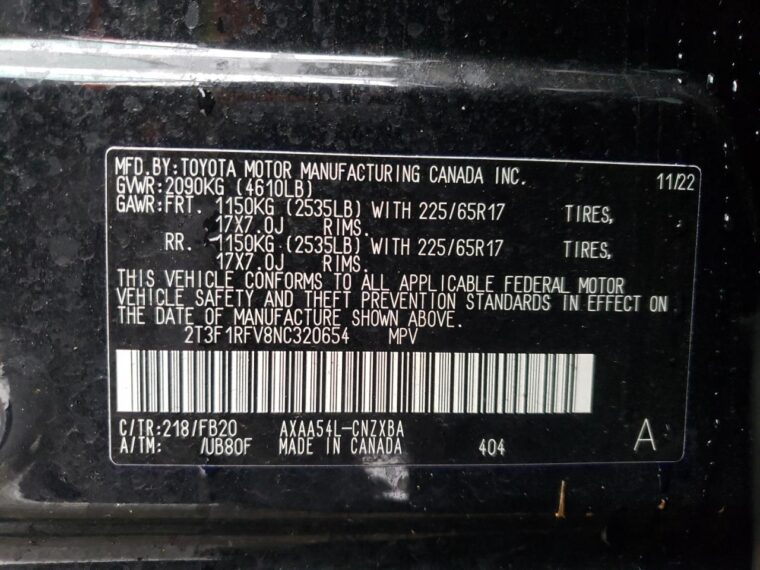 MFD.BY:TOYOTA MOTOR MANUFACTURING CANADA INC. 11/22
GVWR:2090KG (4610LB)
GAWR:FRT. 1150KG (2535LB) WITH 225/65R17 TIRES,
17X7.0J RIMS.
RR. 1150KG (2535LB) WITH 225/65R17 TIRES,
17X7.0J RIMS.
THIS VEHICLE CONFORMS TO ALL APPLICABLE FEDERAL MOTOR
VEHICLE SAFETY AND THEFT PREVENTION STANDARDS IN EFFECT ON
THE DATE OF MANUFACTURE SHOWN ABOVE.
2T3F1RFV8NC320654 MPV
C/TR:218/FB20 AXAA54L-CNZXBA
A/TM: /UB80F MADE IN CANADA 404 A